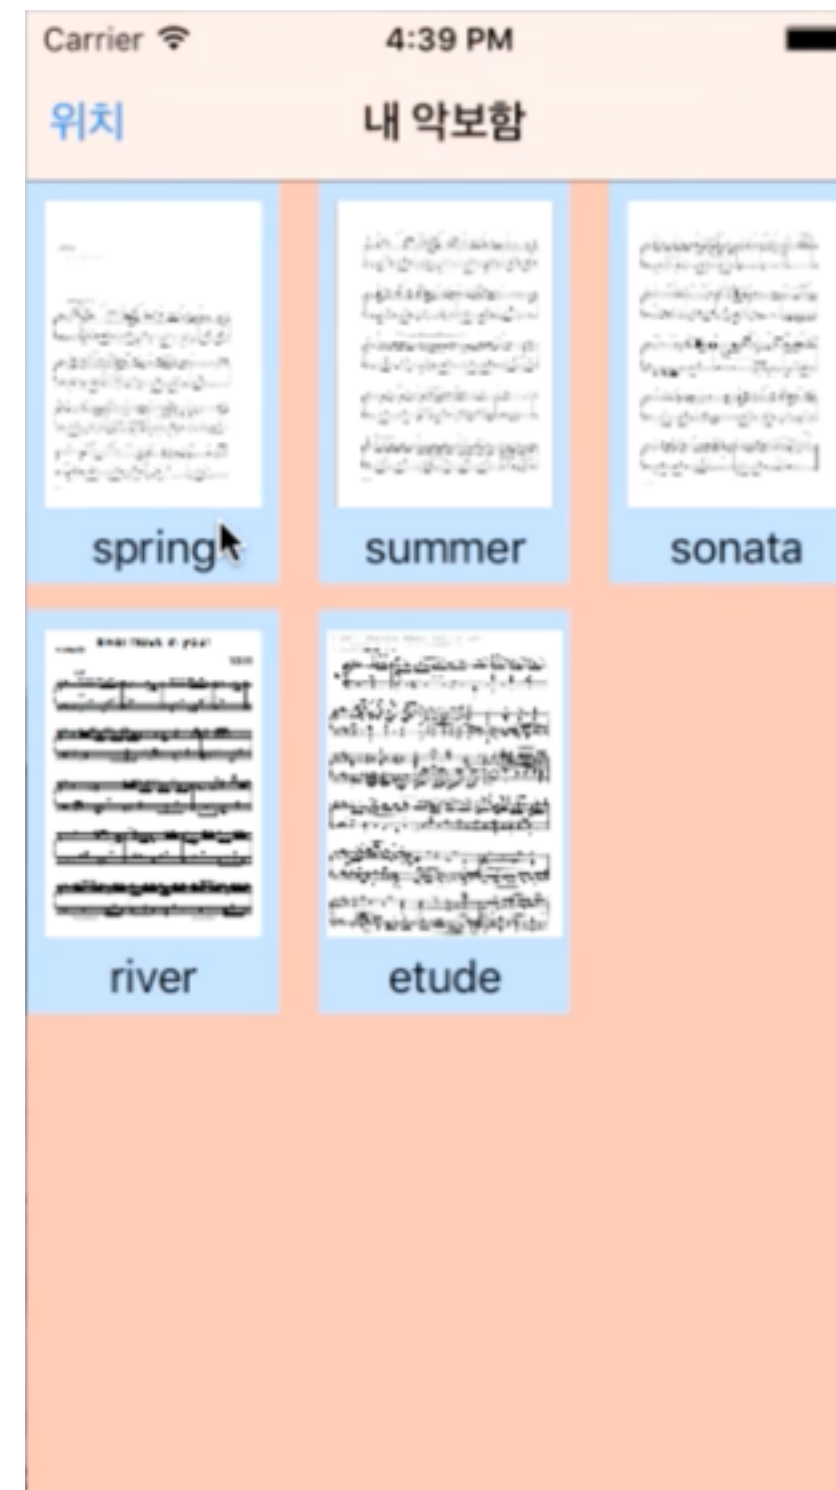 Carrier 4:39 PM
위치 내 악보함
spring summer sonata
river etude